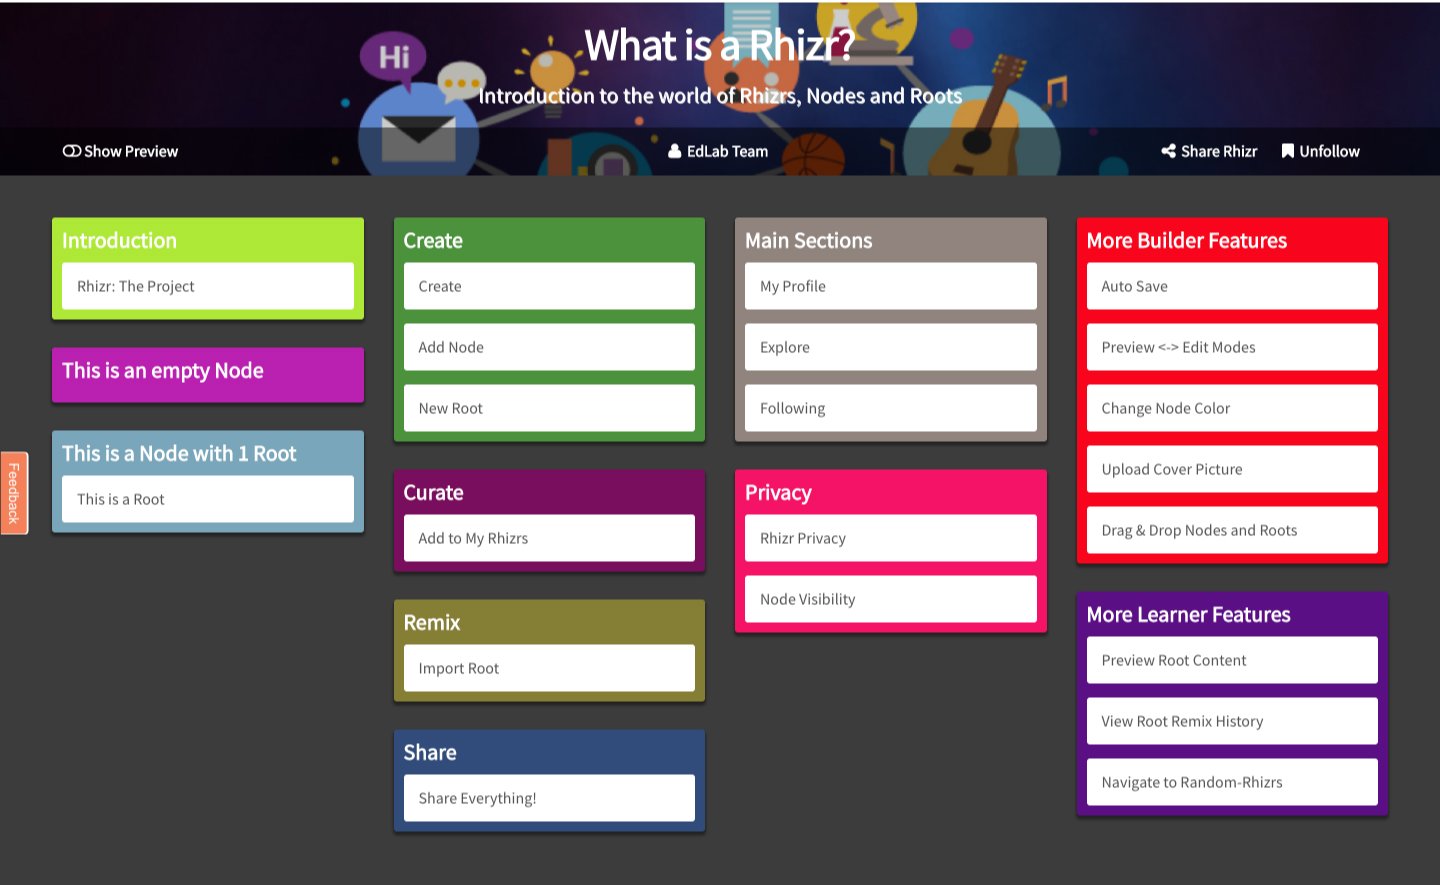 Hi
What is a Rhizr?
Introduction to the world of Rhizrs, Nodes and Roots
Show Preview
EdLab Team
Share Rhizr
Unfollow
Introduction
Rhizr: The Project
This is an empty Node
This is a Node with 1 Root
This is a Root
Feedback
Create
Create
Add Node
New Root
Curate
Add to My Rhizrs
Remix
Import Root
Share
Share Everything!
Main Sections
My Profile
Explore
Following
Privacy
Rhizr Privacy
Node Visibility
More Builder Features
Auto Save
Preview <-> Edit Modes
Change Node Color
Upload Cover Picture
Drag & Drop Nodes and Roots
More Learner Features
Preview Root Content
View Root Remix History
Navigate to Random-Rhizrs